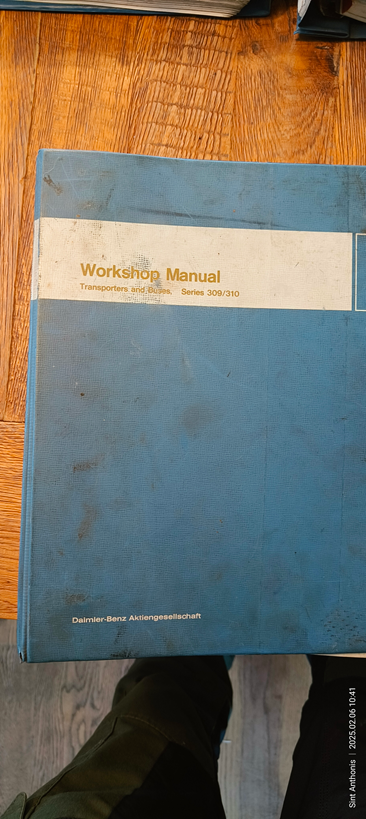 Workshop Manual
Transporters and Buses. Series 309/310
Daimler-Benz Aktiengesellschaft
Sint Anthonis | 2025.02.06 10:41